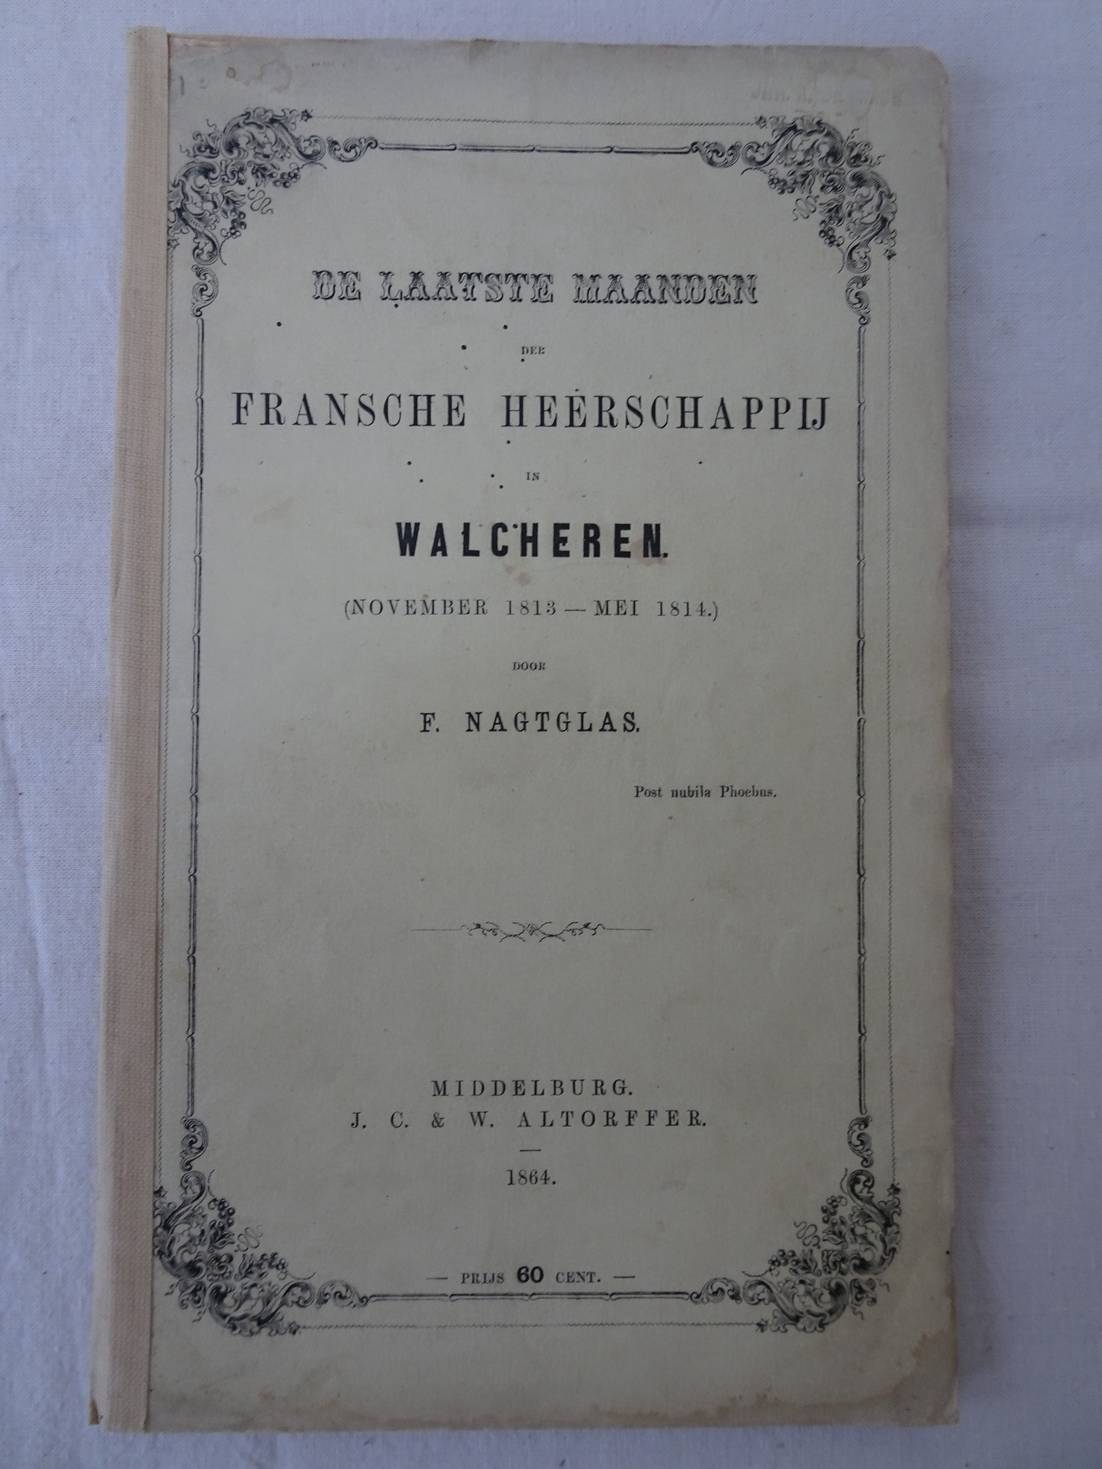 DE LAATSTE MAANDEN
DER
FRANSCHE HEERSCHAPPIJ
IN
WALCHEREN.
(NOVEMBER 1813 — MEI 1814.)
DOOR
F. NAGTGLAS.
Post nubila Phoebus.
MIDDELBURG.
J. C. & W. ALTORFFER.
—
1864.
— PRIJS 60 CENT. —